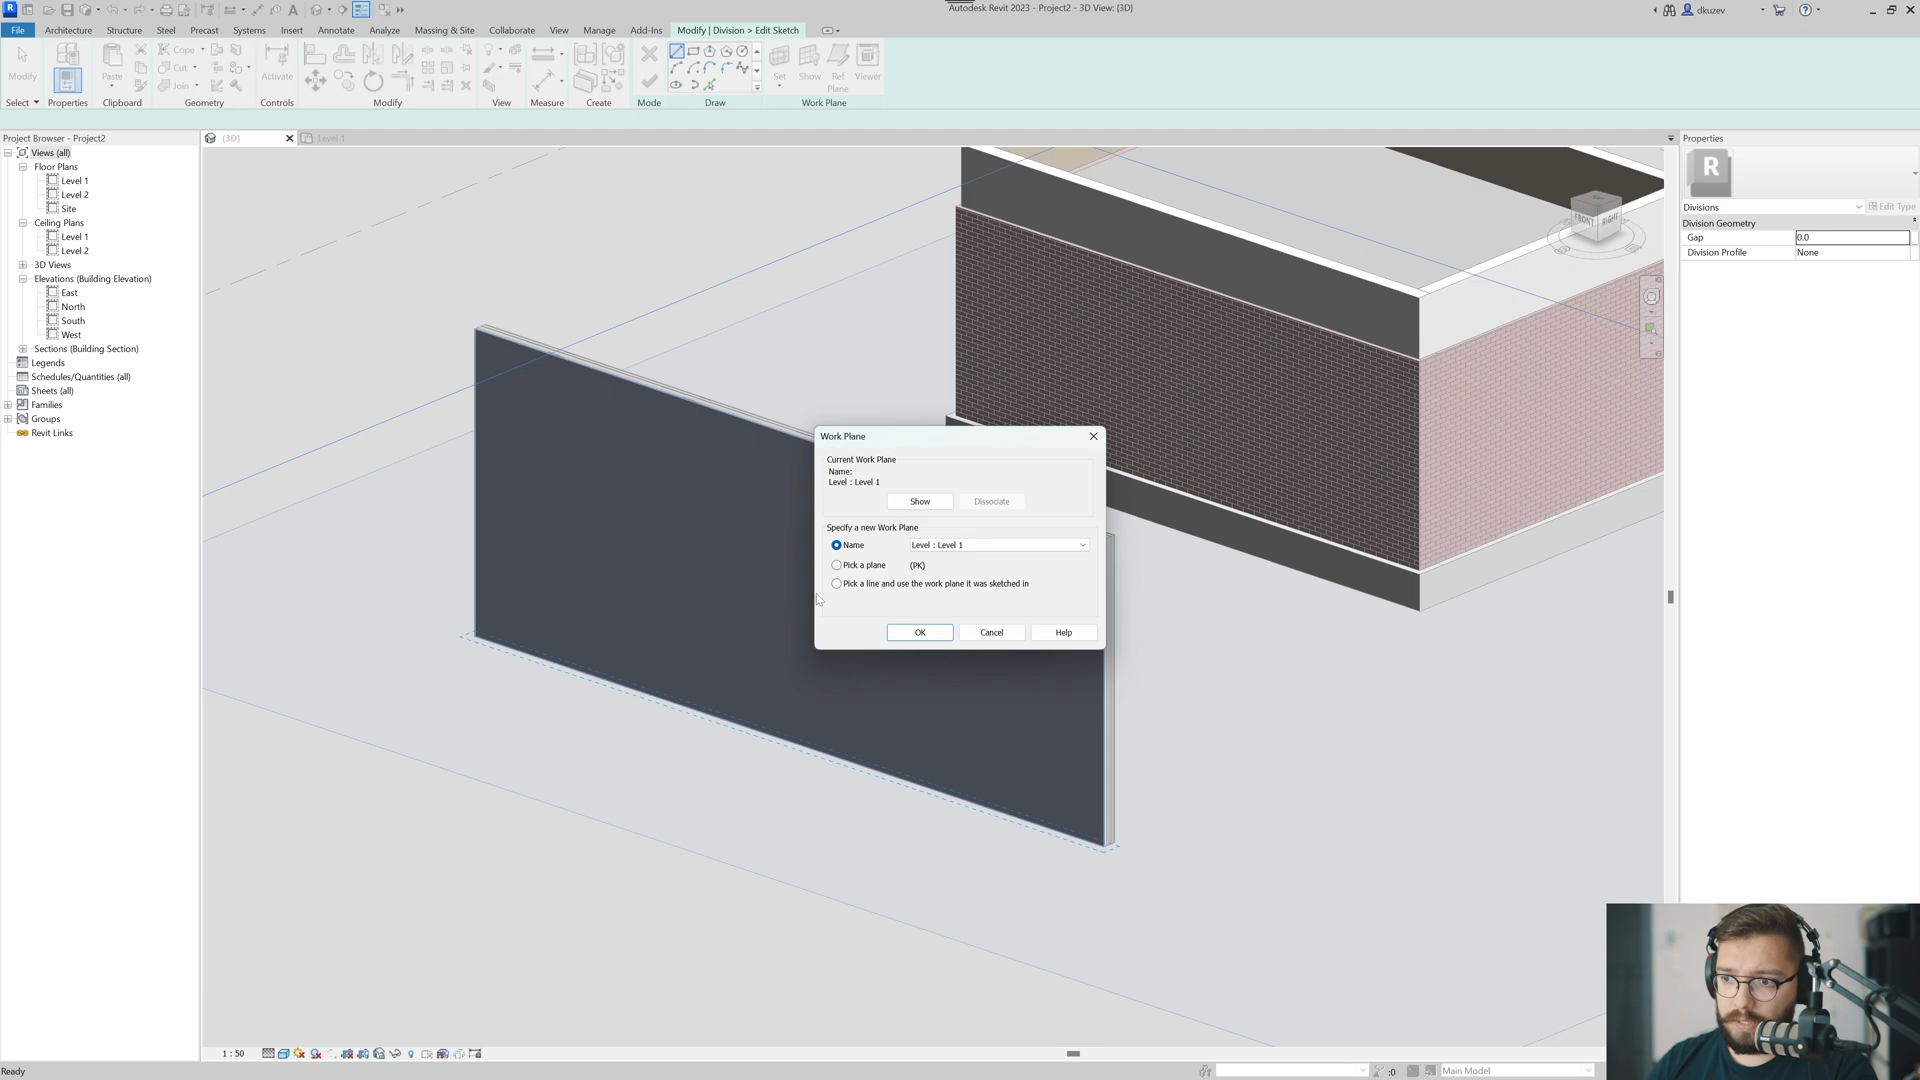 Autodesk Revit 2023 - Project2 - 3D View: {3D}
dkuzev
File
Architecture
Structure
Steel
Precast
Systems
Insert
Annotate
Analyze
Massing & Site
Collaborate
View
Manage
Add-Ins
Modify | Division > Edit Sketch
Modify
Paste
Cope
Cut
Join
Activate
Set
Show
Ref
Plane
Viewer
Select
Properties
Clipboard
Geometry
Controls
Modify
View
Measure
Create
Mode
Draw
Work Plane
Project Browser - Project2
{3D}
Level 1
Properties
Views (all)
Floor Plans
Level 1
Level 2
Site
Ceiling Plans
Level 1
Level 2
3D Views
Elevations (Building Elevation)
East
North
South
West
Sections (Building Section)
Legends
Schedules/Quantities (all)
Sheets (all)
Families
Groups
Revit Links
R
Divisions
Edit Type
Division Geometry
Gap
0.0
Division Profile
None
FRONT
RIGHT
Work Plane
Current Work Plane
Name:
Level : Level 1
Show
Dissociate
Specify a new Work Plane
Name
Level : Level 1
Pick a plane
(PK)
Pick a line and use the work plane it was sketched in
OK
Cancel
Help
1 : 50
Ready
:0
Main Model